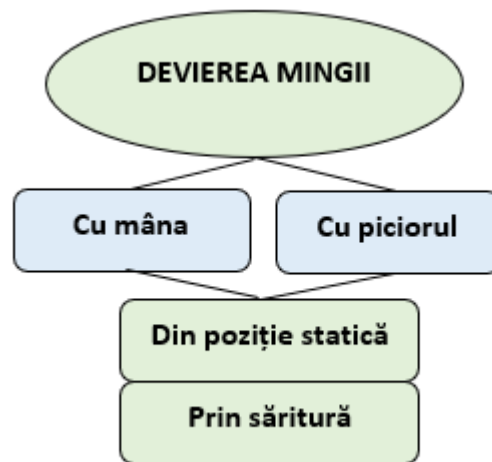 DEVIEREA MINGII
Cu mâna
Cu piciorul
Din poziție statică
Prin săritură